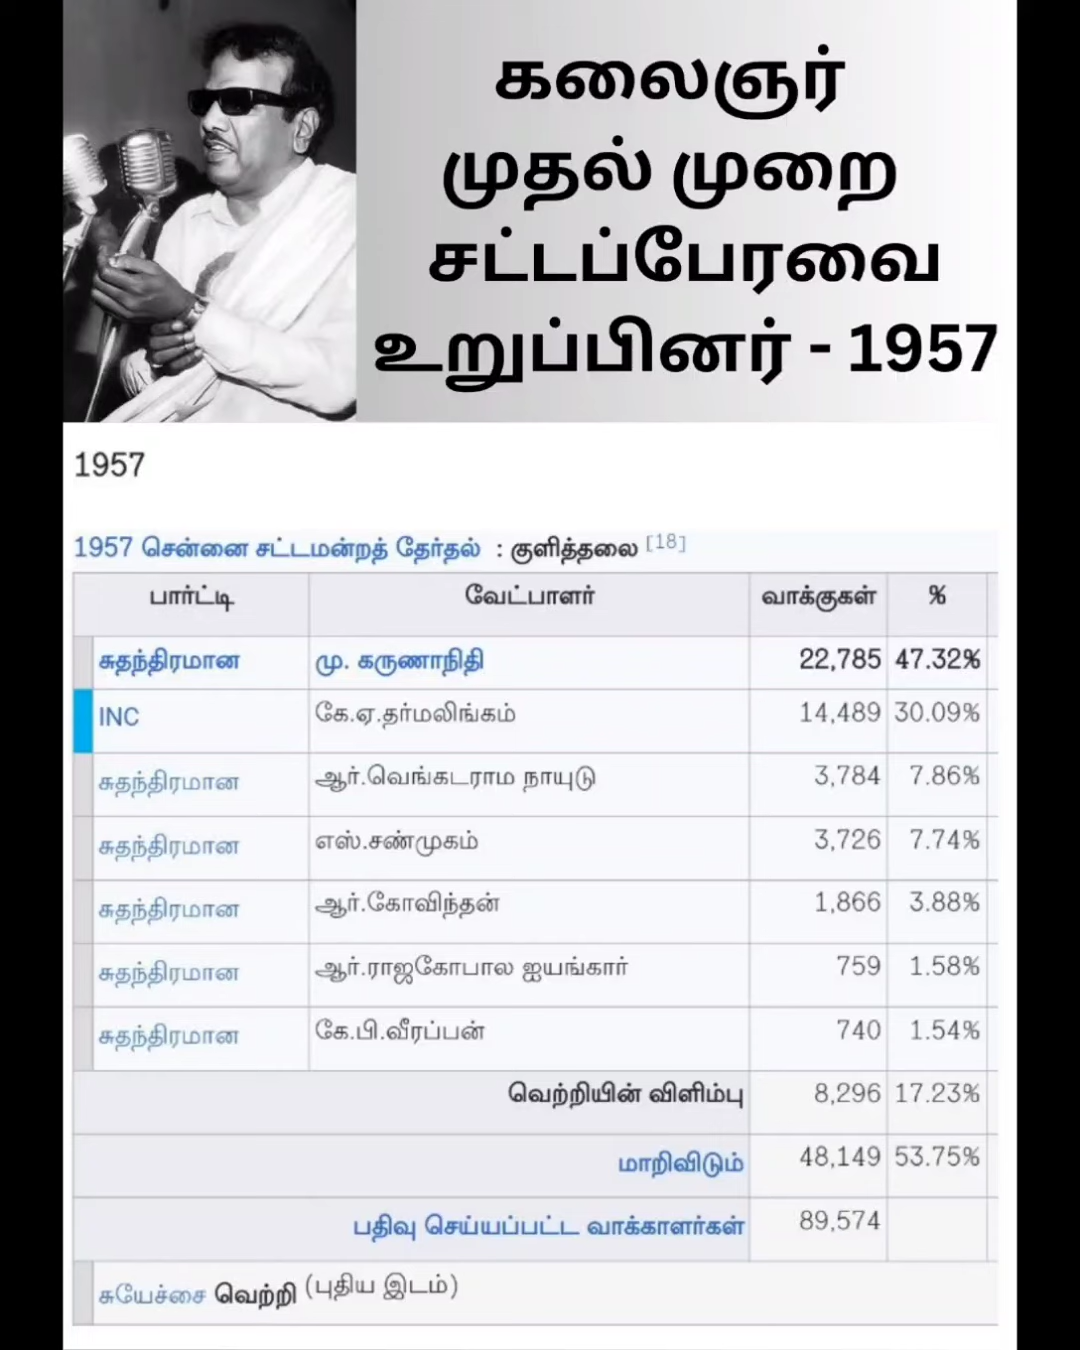 கலைஞர்
முதல் முறை
சட்டப்பேரவை
உறுப்பினர் - 1957
1957
1957 சென்னை சட்டமன்றத் தேர்தல் : குளித்தலை [18]
பார்ட்டி வேட்பாளர் வாக்குகள் %
சுதந்திரமான மு. கருணாநிதி 22,785 47.32%
INC கே.ஏ.தர்மலிங்கம் 14,489 30.09%
சுதந்திரமான ஆர்.வெங்கடராம நாயுடு 3,784 7.86%
சுதந்திரமான எஸ்.சண்முகம் 3,726 7.74%
சுதந்திரமான ஆர்.கோவிந்தன் 1,866 3.88%
சுதந்திரமான ஆர்.ராஜகோபால ஐயங்கார் 759 1.58%
சுதந்திரமான கே.பி.வீரப்பன் 740 1.54%
வெற்றியின் விளிம்பு 8,296 17.23%
மாறிவிடும் 48,149 53.75%
பதிவு செய்யப்பட்ட வாக்காளர்கள் 89,574
சுயேச்சை வெற்றி (புதிய இடம்)